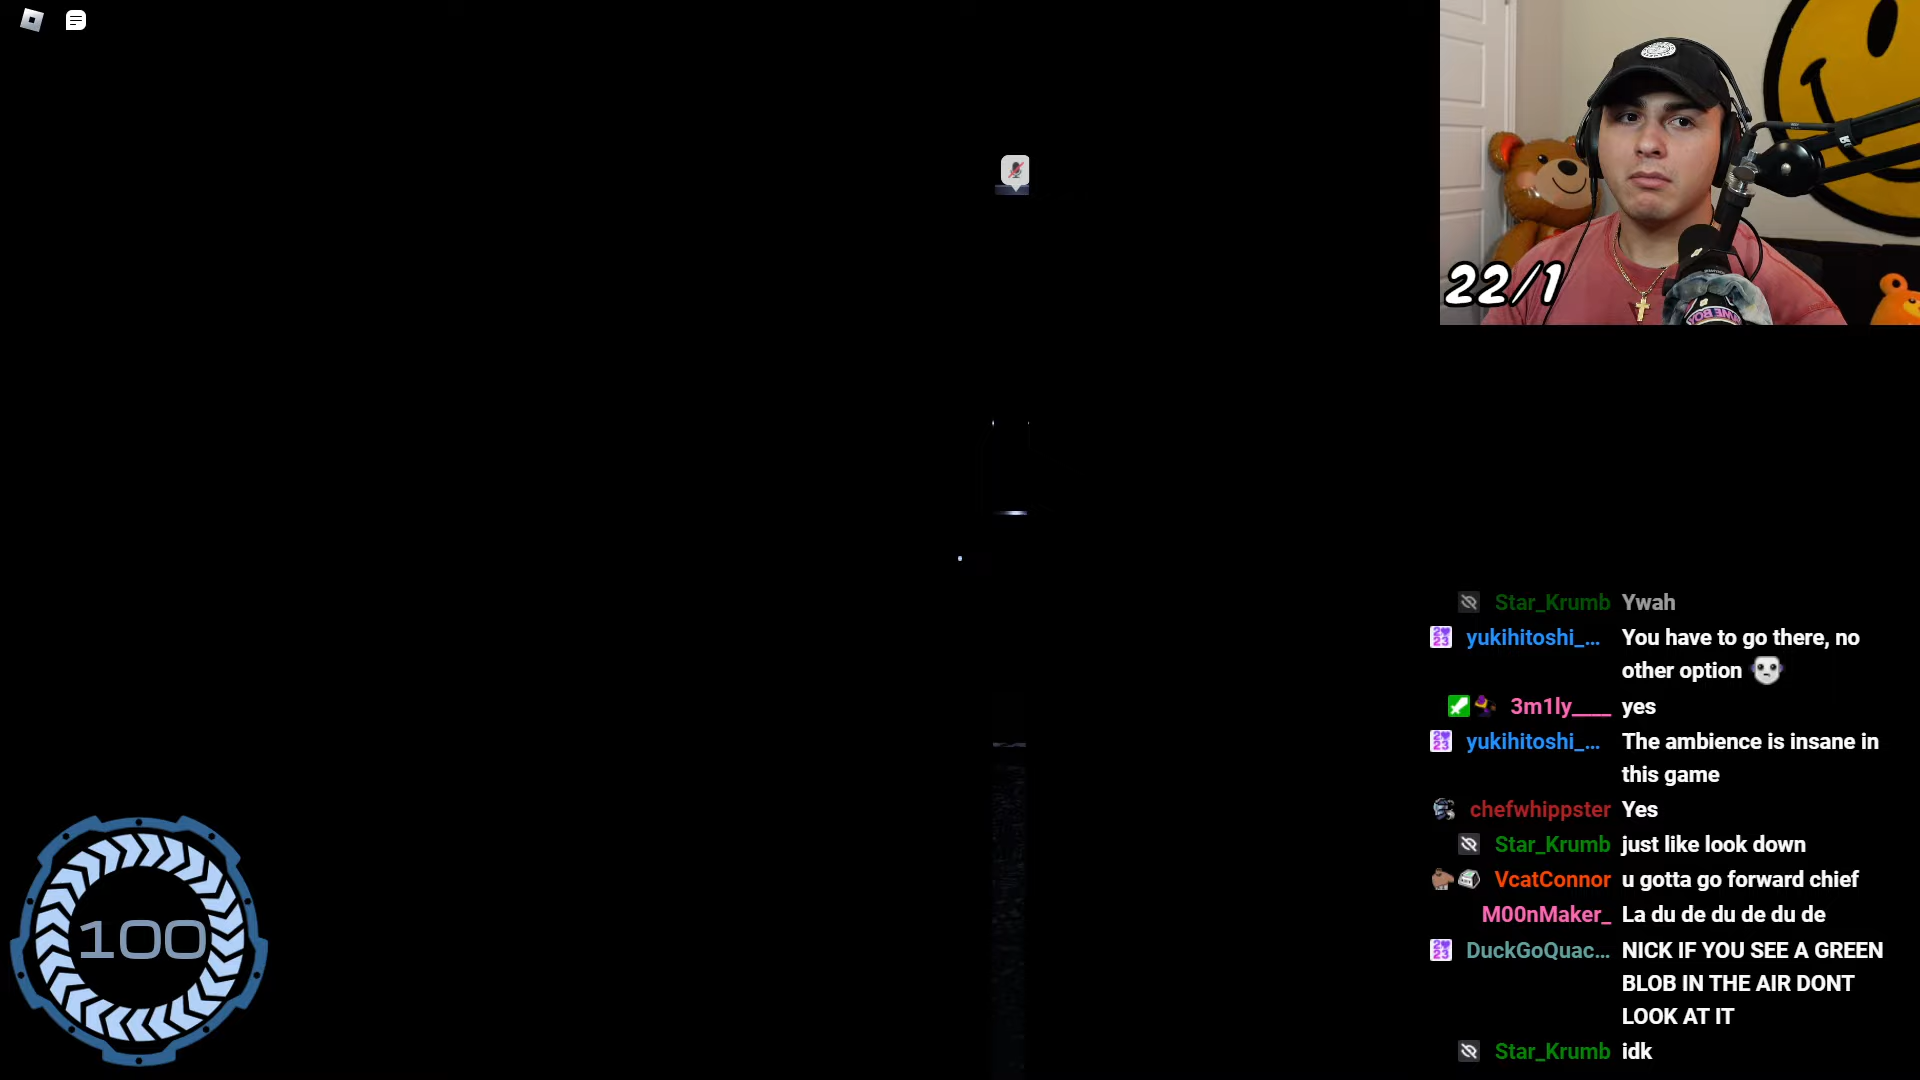 22/1
Star_Krumb Ywah
yukihitoshi_... You have to go there, no
other option
3m1ly____ yes
yukihitoshi_... The ambience is insane in
this game
chefwhippster Yes
Star_Krumb just like look down
VcatConnor u gotta go forward chief
M00nMaker_ La du de du de du de
DuckGoQuac... NICK IF YOU SEE A GREEN
BLOB IN THE AIR DONT
LOOK AT IT
Star_Krumb idk
100